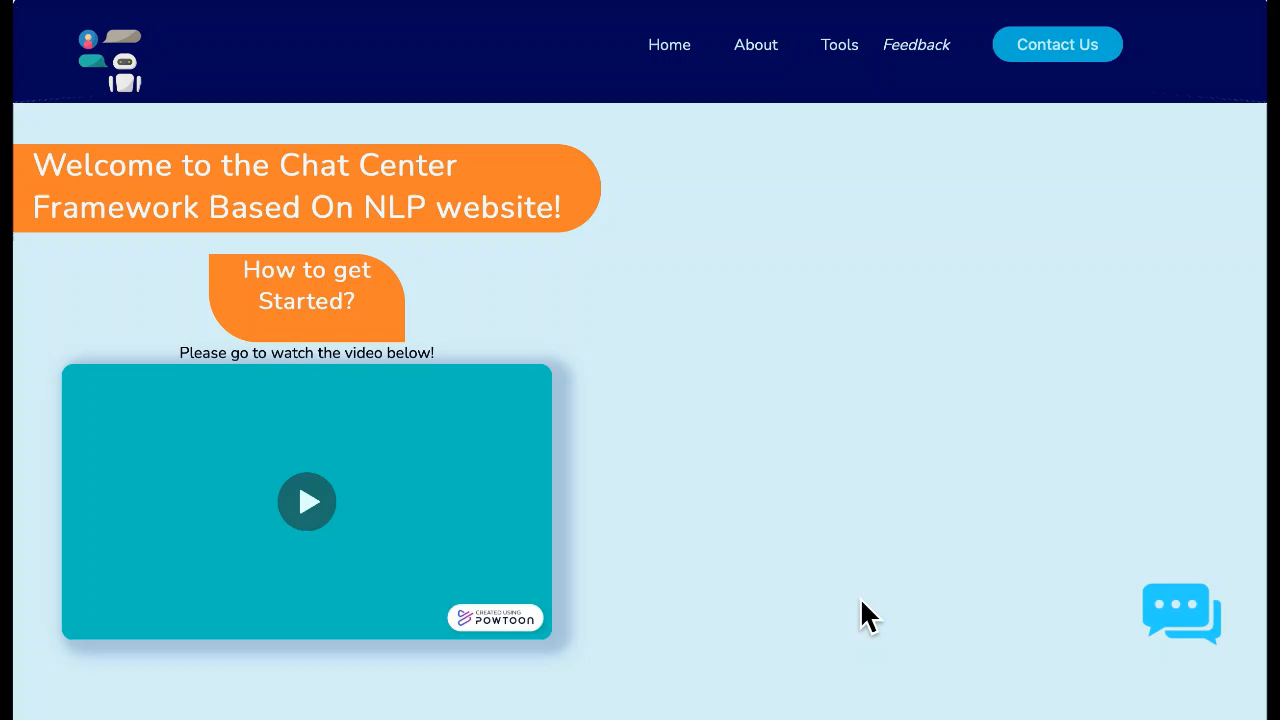 Home About Tools Feedback Contact Us
Welcome to the Chat Center
Framework Based On NLP website!
How to get
Started?
Please go to watch the video below!
CREATED USING
POWTOON